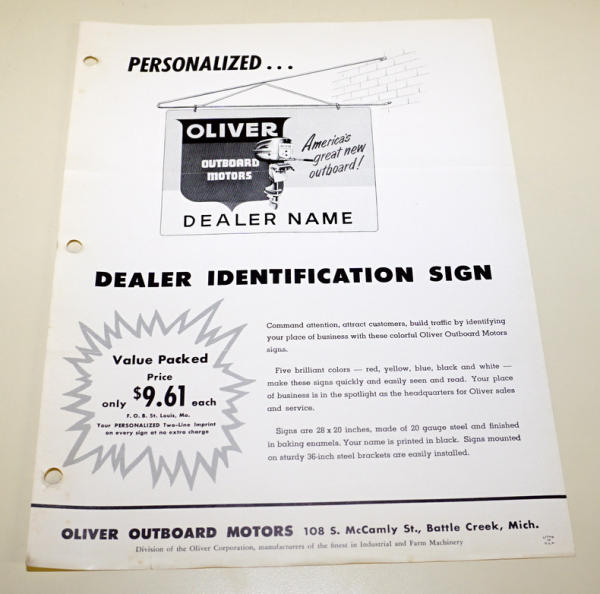 PERSONALIZED...
OLIVER
OUTBOARD
MOTORS
America's
great new
outboard!
DEALER NAME
DEALER IDENTIFICATION SIGN
Value Packed
Price
only $9.61 each
F. O. B. St. Louis, Mo.
Your PERSONALIZED Two-Line Imprint
on every sign at no extra charge
Command attention, attract customers, build traffic by identifying
your place of business with these colorful Oliver Outboard Motors
signs.
Five brilliant colors — red, yellow, blue, black and white —
make these signs quickly and easily seen and read. Your place
of business is in the spotlight as the headquarters for Oliver sales
and service.
Signs are 28 x 20 inches, made of 20 gauge steel and finished
in baking enamels. Your name is printed in black. Signs mounted
on sturdy 36-inch steel brackets are easily installed.
OLIVER OUTBOARD MOTORS 108 S. McCamly St., Battle Creek, Mich.
Division of the Oliver Corporation, manufacturers of the finest in Industrial and Farm Machinery